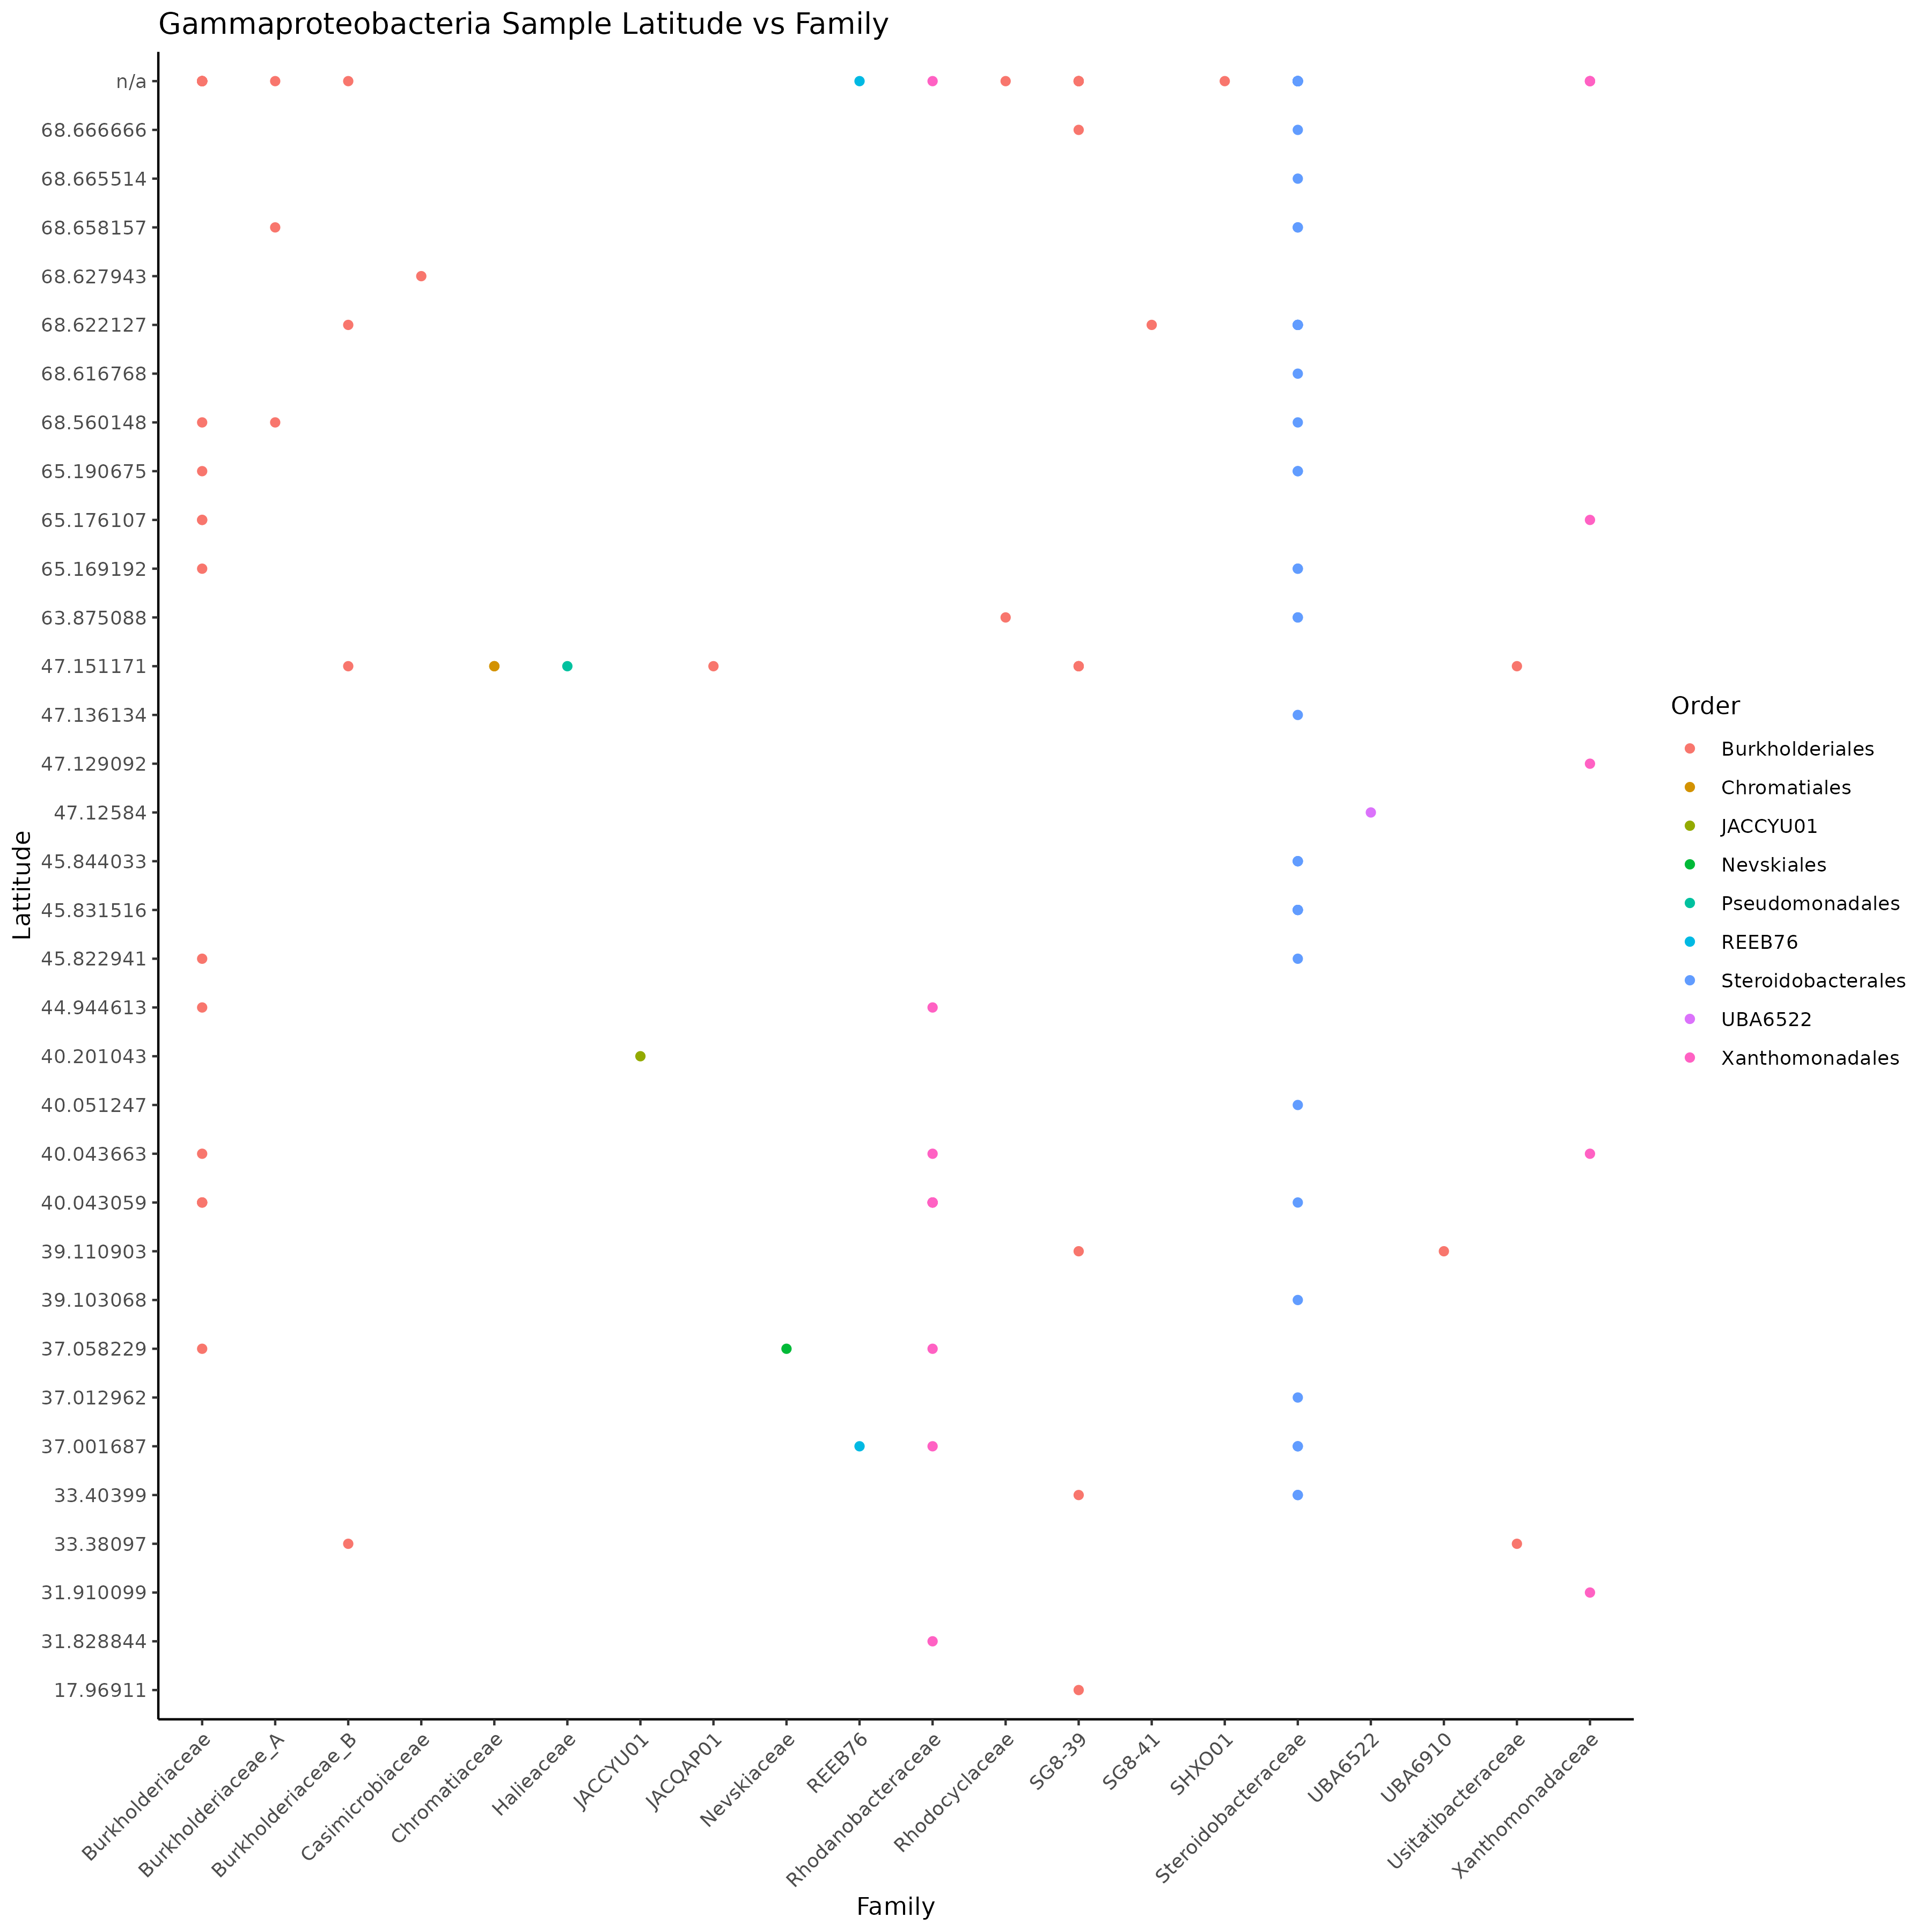 Gammaproteobacteria Sample Latitude vs Family
n/a
68.666666
68.665514
68.658157
68.627943
68.622127
68.616768
68.560148
65.190675
65.176107
65.169192
63.875088
47.151171
47.136134
47.129092
47.12584
45.844033
45.831516
45.822941
44.944613
40.201043
40.051247
40.043663
40.043059
39.110903
39.103068
37.058229
37.012962
37.001687
33.40399
33.38097
31.910099
31.828844
17.96911
Lattitude
Burkholderiaceae
Burkholderiaceae_A
Burkholderiaceae_B
Casimicrobiaceae
Chromatiaceae
Halieaceae
JACCYU01
JACQAP01
Nevskiaceae
REEB76
Rhodanobacteraceae
Rhodocyclaceae
SG8-39
SG8-41
SHXO01
Steroidobacteraceae
UBA6522
UBA6910
Usitatibacteraceae
Xanthomonadaceae
Family
Order
Burkholderiales
Chromatiales
JACCYU01
Nevskiales
Pseudomonadales
REEB76
Steroidobacterales
UBA6522
Xanthomonadales